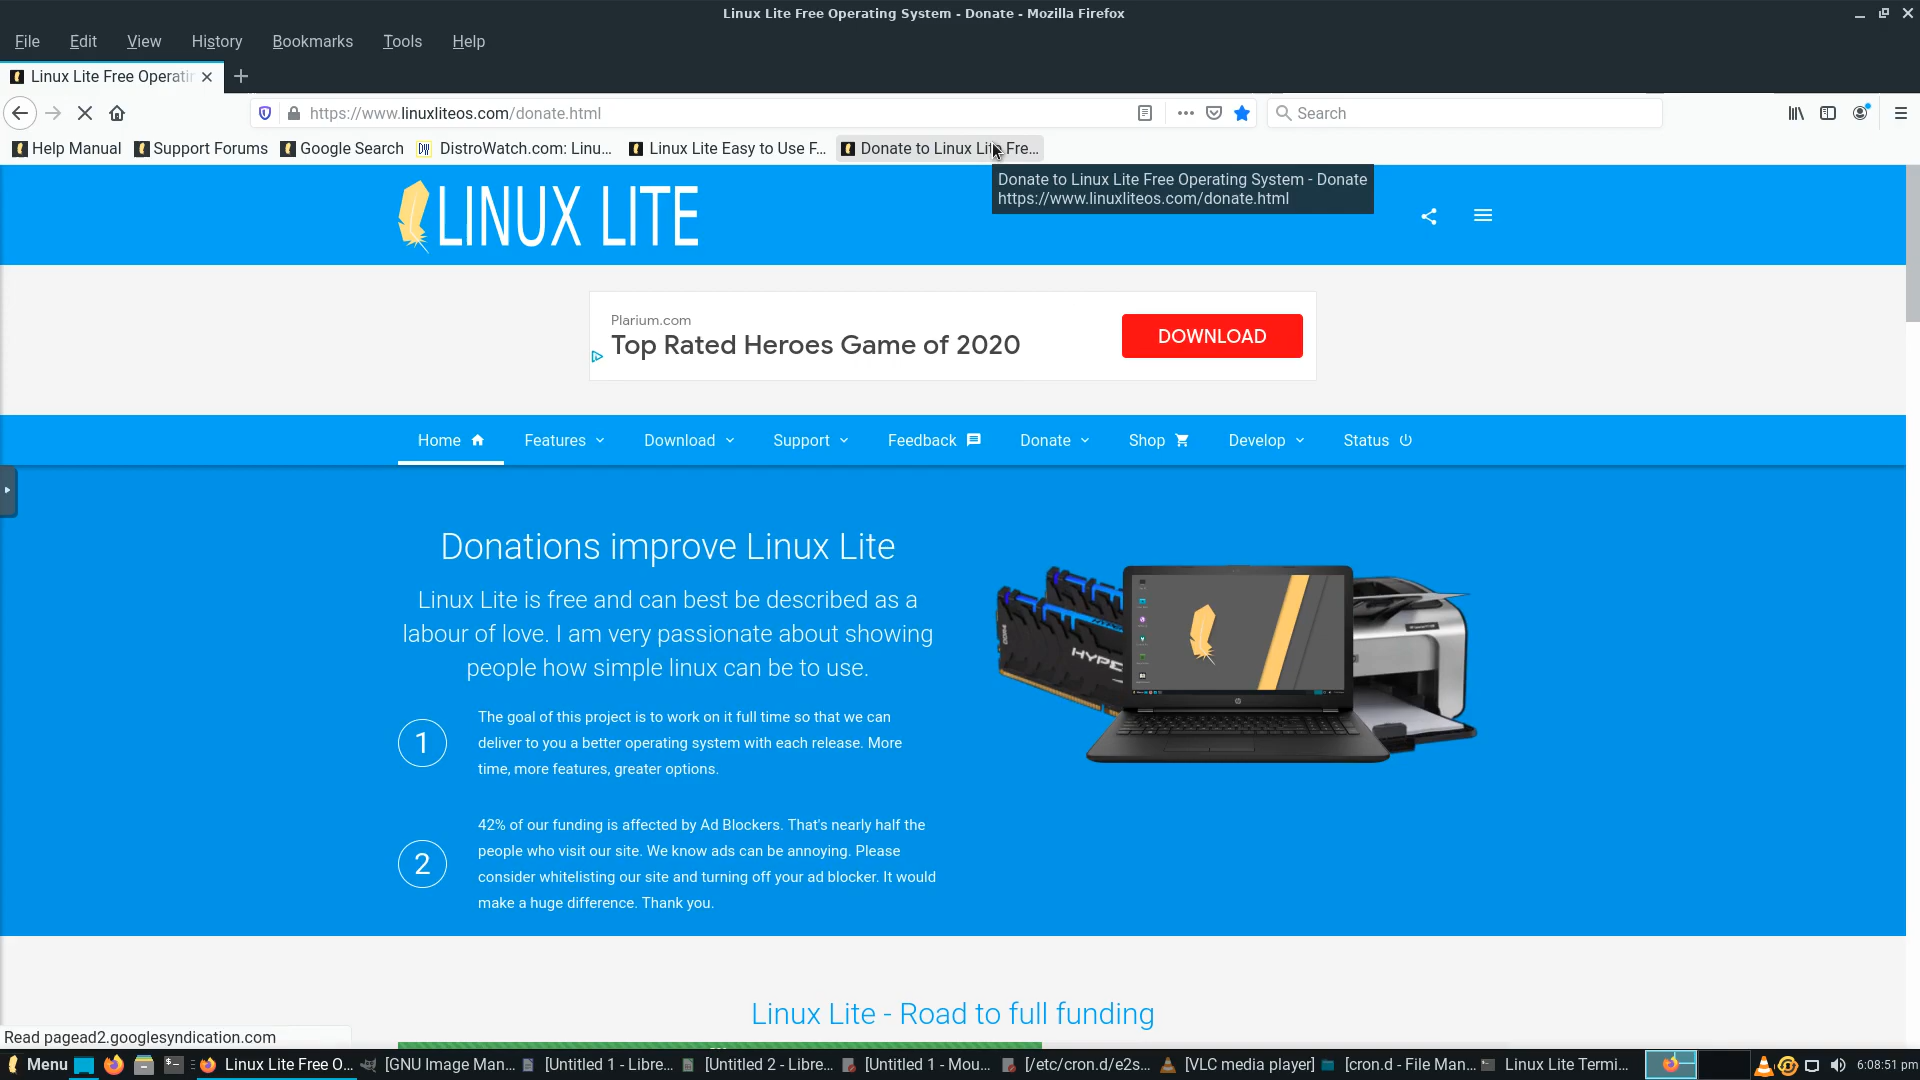 Linux Lite Free Operating System - Donate - Mozilla Firefox
File Edit View History Bookmarks Tools Help
Linux Lite Free Operatin
https://www.linuxliteos.com/donate.html
Search
Help Manual Support Forums Google Search DistroWatch.com: Linu... Linux Lite Easy to Use F... Donate to Linux Lite Fre...
Donate to Linux Lite Free Operating System - Donate
https://www.linuxliteos.com/donate.html
LINUX LITE
Plarium.com
Top Rated Heroes Game of 2020
DOWNLOAD
Home Features Download Support Feedback Donate Shop Develop Status
Donations improve Linux Lite
Linux Lite is free and can best be described as a
labour of love. I am very passionate about showing
people how simple linux can be to use.
1
The goal of this project is to work on it full time so that we can
deliver to you a better operating system with each release. More
time, more features, greater options.
2
42% of our funding is affected by Ad Blockers. That's nearly half the
people who visit our site. We know ads can be annoying. Please
consider whitelisting our site and turning off your ad blocker. It would
make a huge difference. Thank you.
Linux Lite - Road to full funding
Read pagead2.googlesyndication.com
Menu Linux Lite Free O... [GNU Image Man... [Untitled 1 - Libre... [Untitled 2 - Libre... [Untitled 1 - Mou... [/etc/cron.d/e2s... [VLC media player] [cron.d - File Man... Linux Lite Termi... 6:08:51 pm